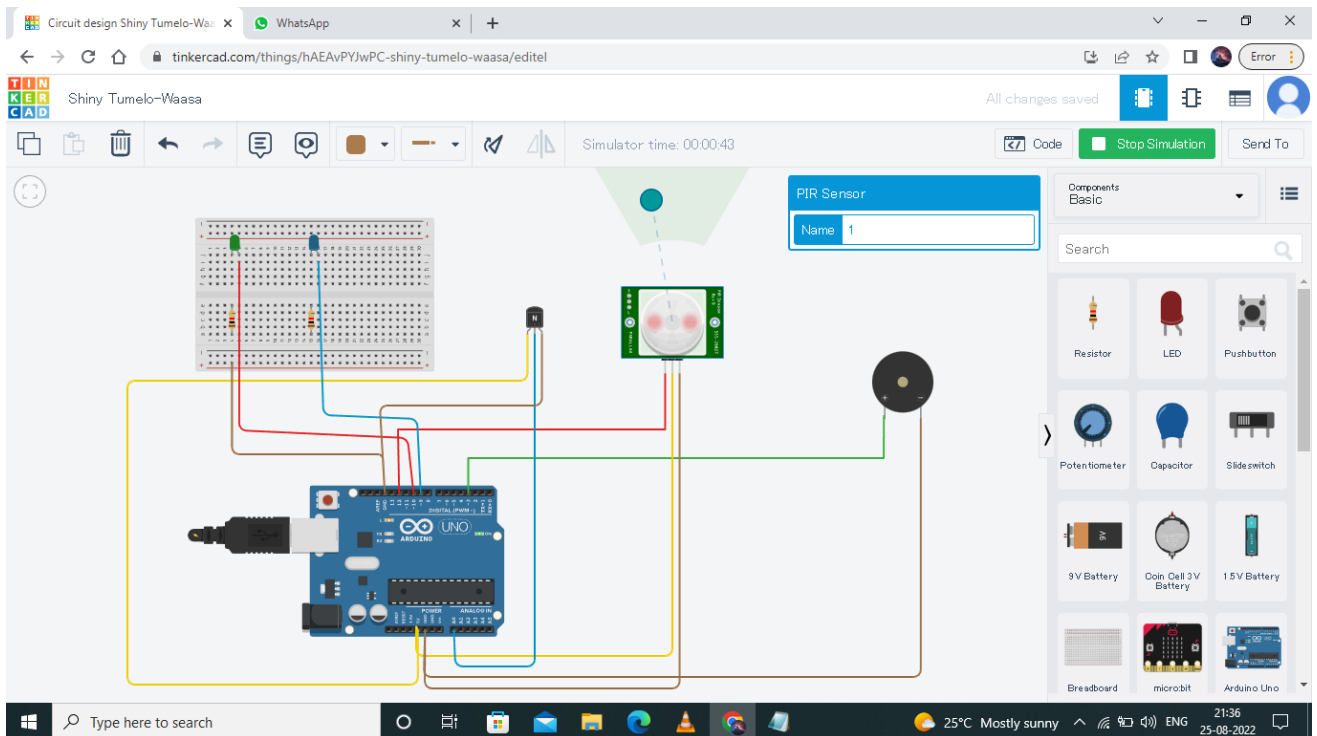 Circuit design Shiny Tumelo-Waa
WhatsApp
tinkercad.com/things/hAEAvPYJwPC-shiny-tumelo-waasa/editel
Error
TIN
KER
CAD
Shiny Tumelo-Waasa
All changes saved
Simulator time: 00:00:43
Code
Stop Simulation
Send To
PIR Sensor
Name 1
Components
Basic
Search
Resistor
LED
Pushbutton
Potentiometer
Capacitor
Slideswitch
9V
9V Battery
Coin Cell 3V
Battery
1.5V Battery
Breadboard
micro:bit
Arduino Uno
N
DIGITAL (PWM~)
UNO
ARDUINO
POWER
ANALOG IN
Type here to search
25°C Mostly sunny
ENG
21:36
25-08-2022